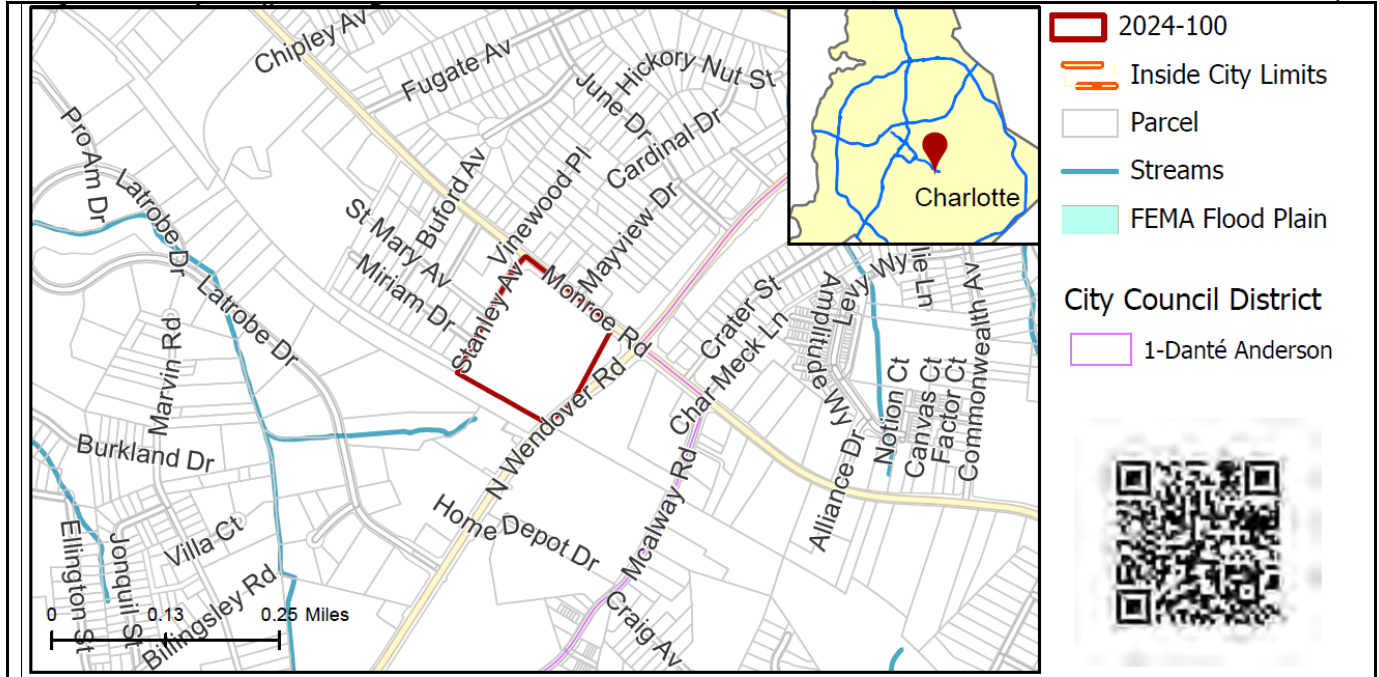 Chipley Av
Fugate Av
Hickory Nut St
June Dr
Cardinal Dr
Pro Am Dr
Latrobe Dr
Buford Av
Vinewood Pl
St Mary Av
Mayview Dr
Miriam Dr
Stanley Av
Monroe Rd
Latrobe Dr
Marvin Rd
Crater St
Char Meck Ln
Levy Wy
Amplitude Wy
Commonwealth Av
Notion Ct
Canvas Ct
Factor Ct
N Wendover Rd
Burkland Dr
Home Depot Dr
Mcalway Rd
Alliance Dr
Ellington St
Jonquil St
Villa Ct
Billingsley Rd
Craig Av
0 0.13 0.25 Miles
Charlotte
2024-100
Inside City Limits
Parcel
Streams
FEMA Flood Plain
City Council District
1-Danté Anderson